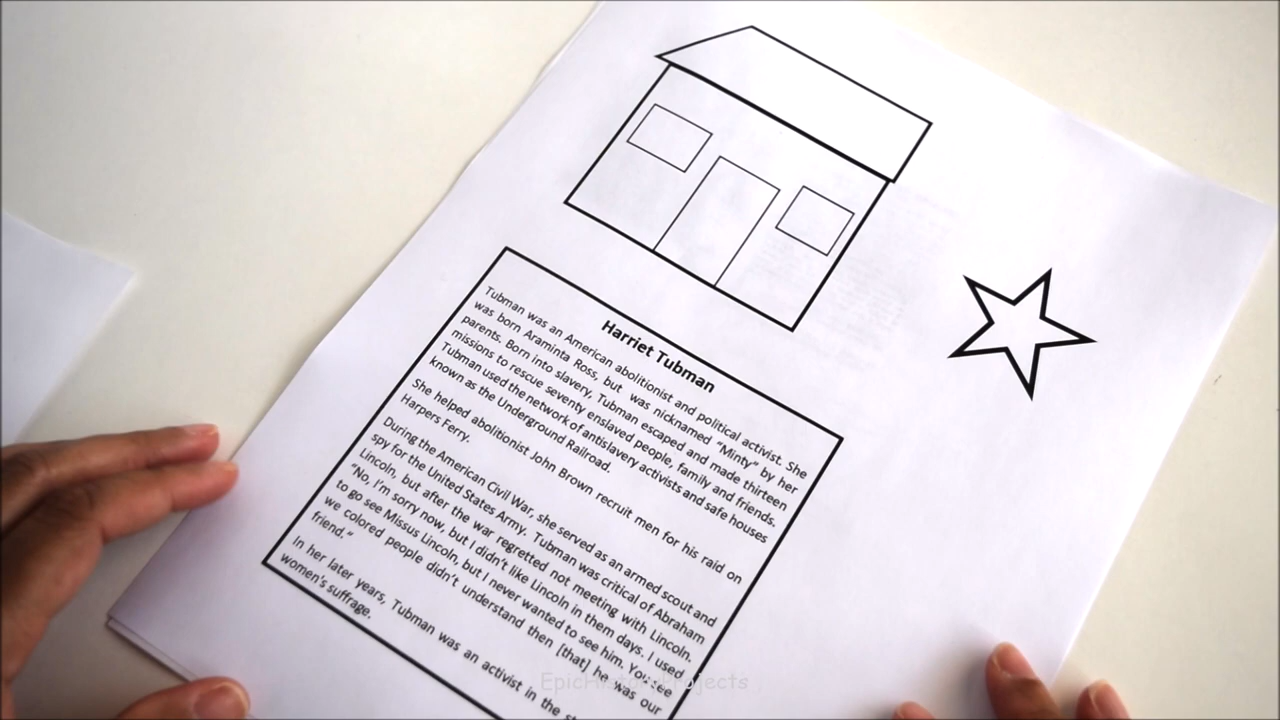 Harriet Tubman
Tubman was an American abolitionist and political activist. She
was born Araminta Ross, but was nicknamed “Minty” by her
parents. Born into slavery, Tubman escaped and made thirteen
missions to rescue seventy enslaved people, family and friends.
Tubman used the network of antislavery activists and safe houses
known as the Underground Railroad.
She helped abolitionist John Brown recruit men for his raid on
Harpers Ferry.
During the American Civil War, she served as an armed scout and
spy for the United States Army. Tubman was critical of Abraham
Lincoln, but after the war regretted not meeting with Lincoln.
“No, I’m sorry now, but I didn’t like Lincoln in them days. I used
to go see Missus Lincoln, but I never wanted to see him. You see
we colored people didn’t understand then [that] he was our
friend.“
In her later years, Tubman was an activist in the
women’s suffrage.
EpicHistoryProjects